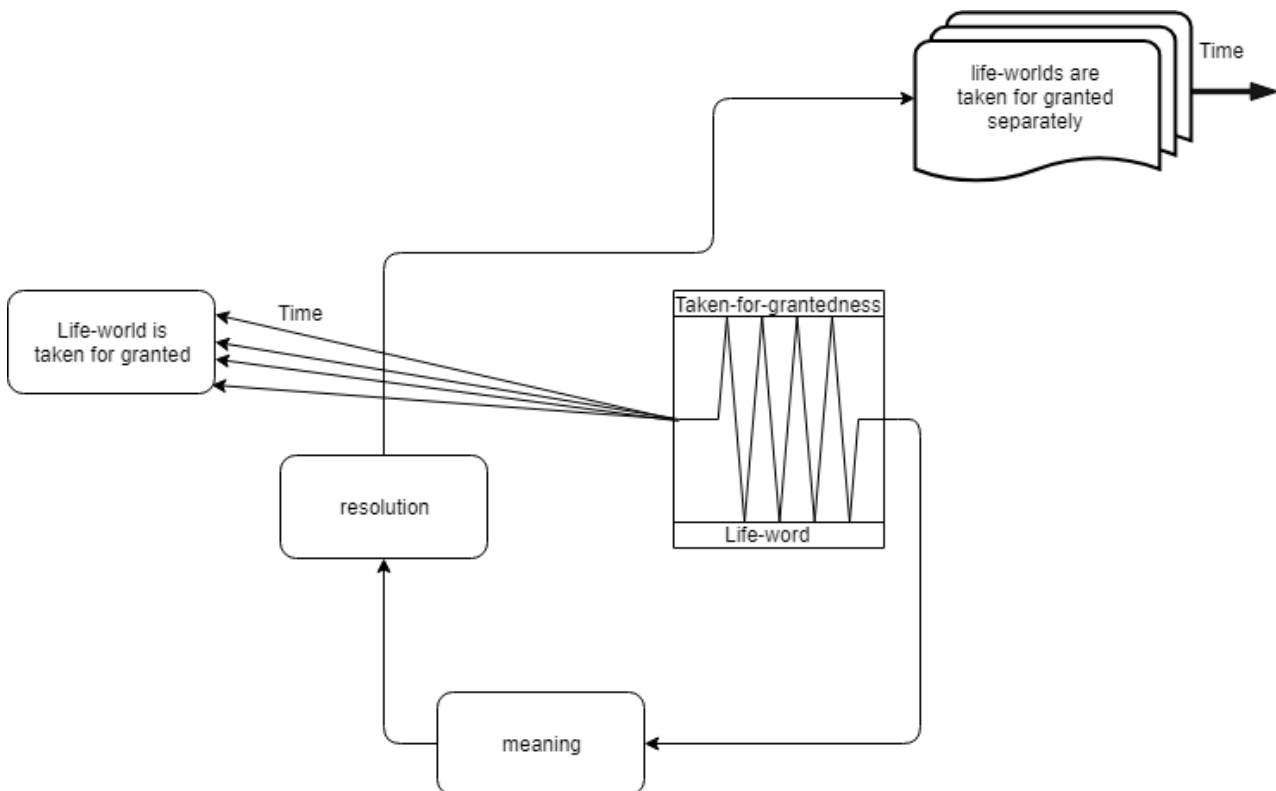 life-worlds are
taken for granted
separately
Time
Life-world is
taken for granted
Time
Taken-for-grantedness
Life-word
resolution
meaning